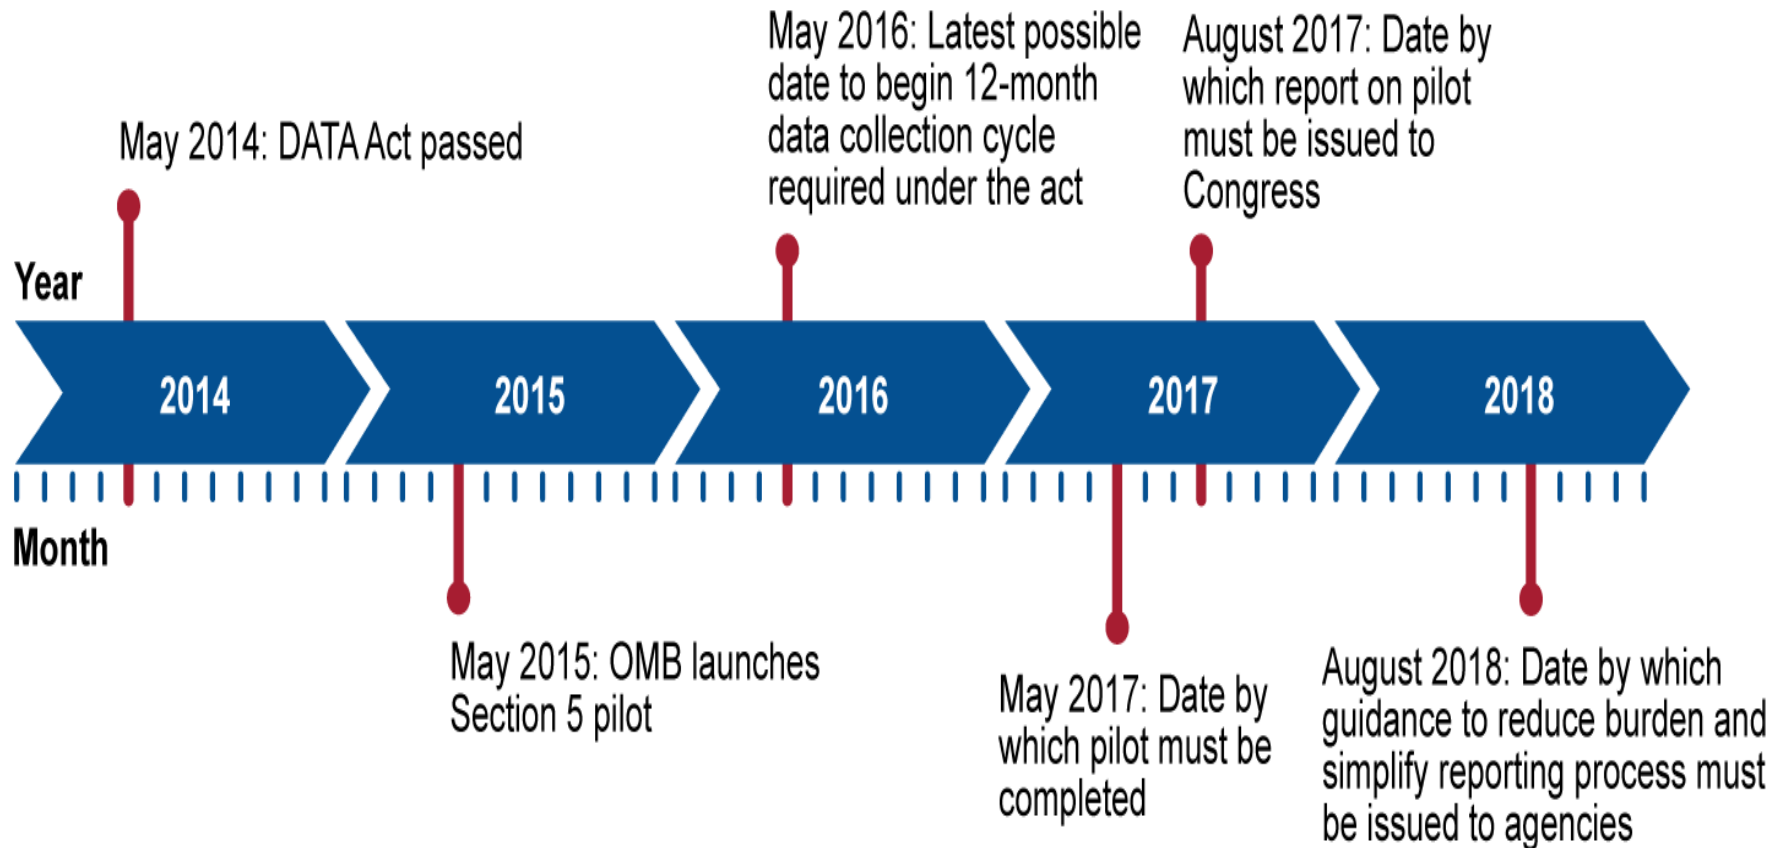 May 2014: DATA Act passed
May 2016: Latest possible
date to begin 12-month
data collection cycle
required under the act
August 2017: Date by
which report on pilot
must be issued to
Congress
Year
2014
2015
2016
2017
2018
Month
May 2015: OMB launches
Section 5 pilot
May 2017: Date by
which pilot must be
completed
August 2018: Date by which
guidance to reduce burden and
simplify reporting process must
be issued to agencies